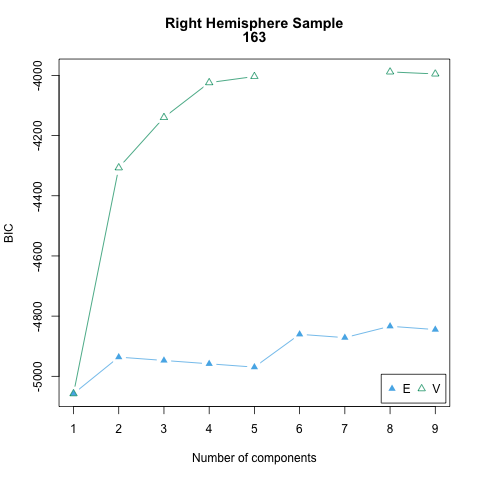 Right Hemisphere Sample
163
-4000
-4200
-4400
-4600
-4800
-5000
BIC
E V
1 2 3 4 5 6 7 8 9
Number of components